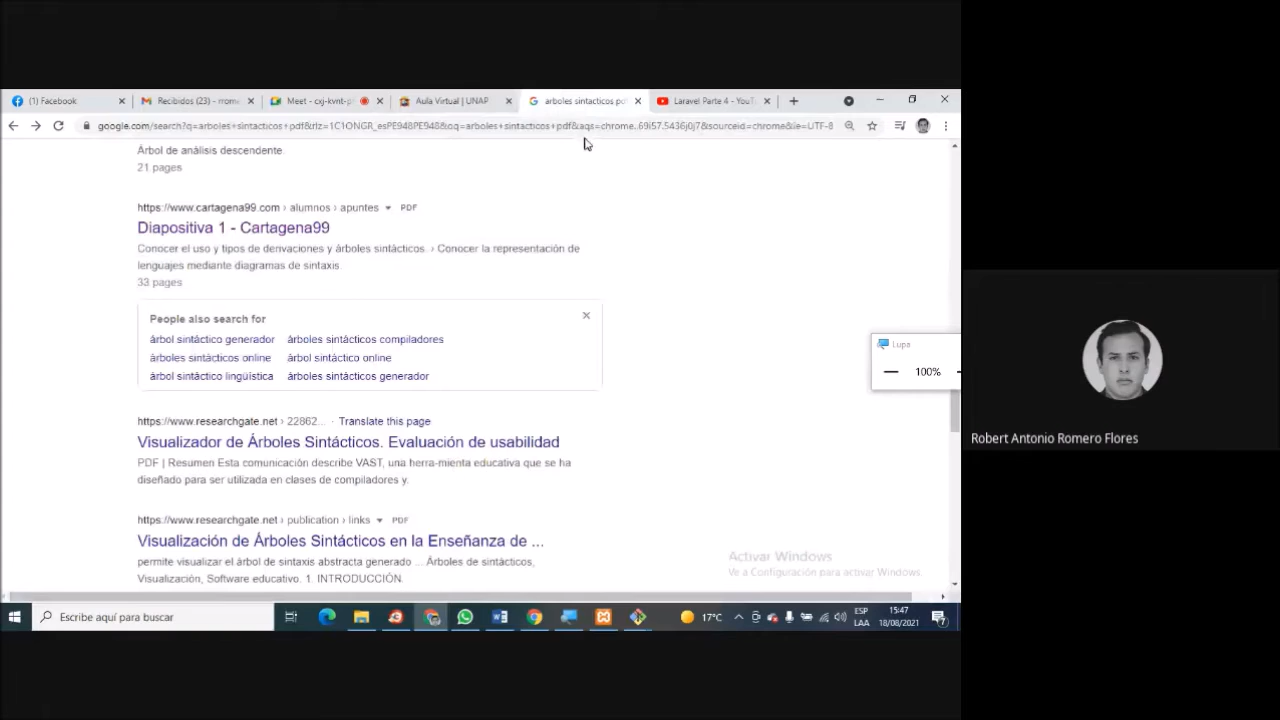 (1) Facebook
Recibidos (23) - rrome
Meet - cxj-kvnt-p
Aula Virtual | UNAP
arboles sintacticos pd
Laravel Parte 4 - YouT
google.com/search?q=arboles+sintacticos+pdf&rlz=1C1ONGR_esPE948PE948&oq=arboles+sintacticos+pdf&aqs=chrome..69i57.5436j0j7&sourceid=chrome&ie=UTF-8
Árbol de análisis descendente.
21 pages
https://www.cartagena99.com › alumnos › apuntes PDF
Diapositiva 1 - Cartagena99
Conocer el uso y tipos de derivaciones y árboles sintácticos. › Conocer la representación de
lenguajes mediante diagramas de sintaxis.
33 pages
People also search for
árbol sintáctico generador árboles sintácticos compiladores
árboles sintácticos online árbol sintáctico online
árbol sintáctico lingüística árboles sintácticos generador
Lupa
100%
https://www.researchgate.net › 22862... · Translate this page
Visualizador de Árboles Sintácticos. Evaluación de usabilidad
PDF | Resumen Esta comunicación describe VAST, una herra-mienta educativa que se ha
diseñado para ser utilizada en clases de compiladores y.
https://www.researchgate.net › publication › links PDF
Visualización de Árboles Sintácticos en la Enseñanza de ...
permite visualizar el árbol de sintaxis abstracta generado ... Árboles de sintácticos,
Visualización, Software educativo. 1. INTRODUCCIÓN.
Activar Windows
Ve a Configuración para activar Windows.
Escribe aquí para buscar
17°C
ESP
LAA
15:47
18/08/2021
7
Robert Antonio Romero Flores